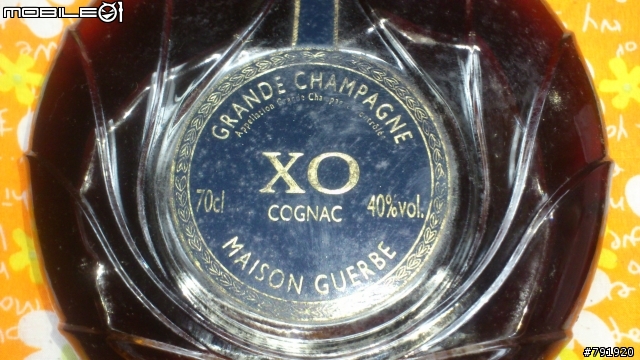 MOBILE01
GRANDE CHAMPAGNE
Appellation Grande Champagne Contrôlée
XO
70cl
COGNAC
40%vol.
MAISON GUERBE
#791920